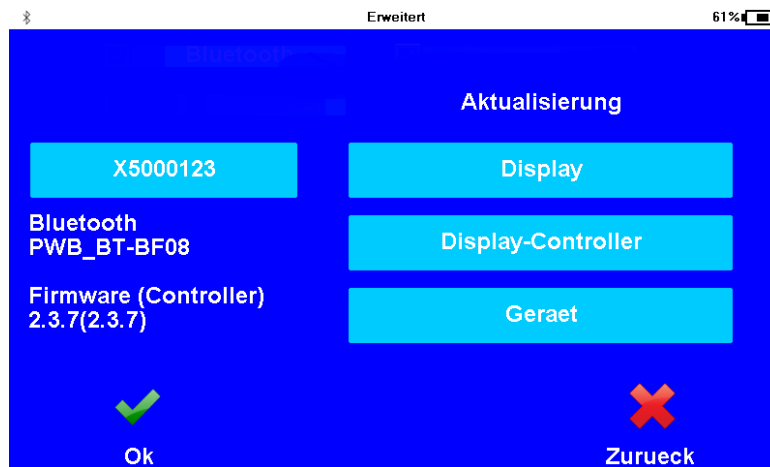 Erweitert
61%
Bluetooth
Aktualisierung
X5000123
Display
Bluetooth
PWB_BT-BF08
Display-Controller
Firmware (Controller)
2.3.7(2.3.7)
Geraet
Ok
Zurueck